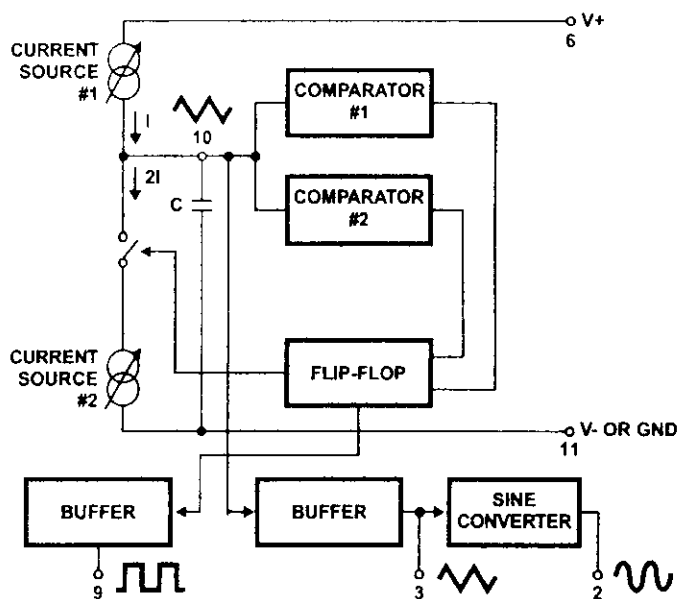 V+
6
CURRENT
SOURCE
#1
I
10
COMPARATOR
#1
2I
C
COMPARATOR
#2
CURRENT
SOURCE
#2
FLIP-FLOP
V- OR GND
11
BUFFER
BUFFER
SINE
CONVERTER
9
3
2